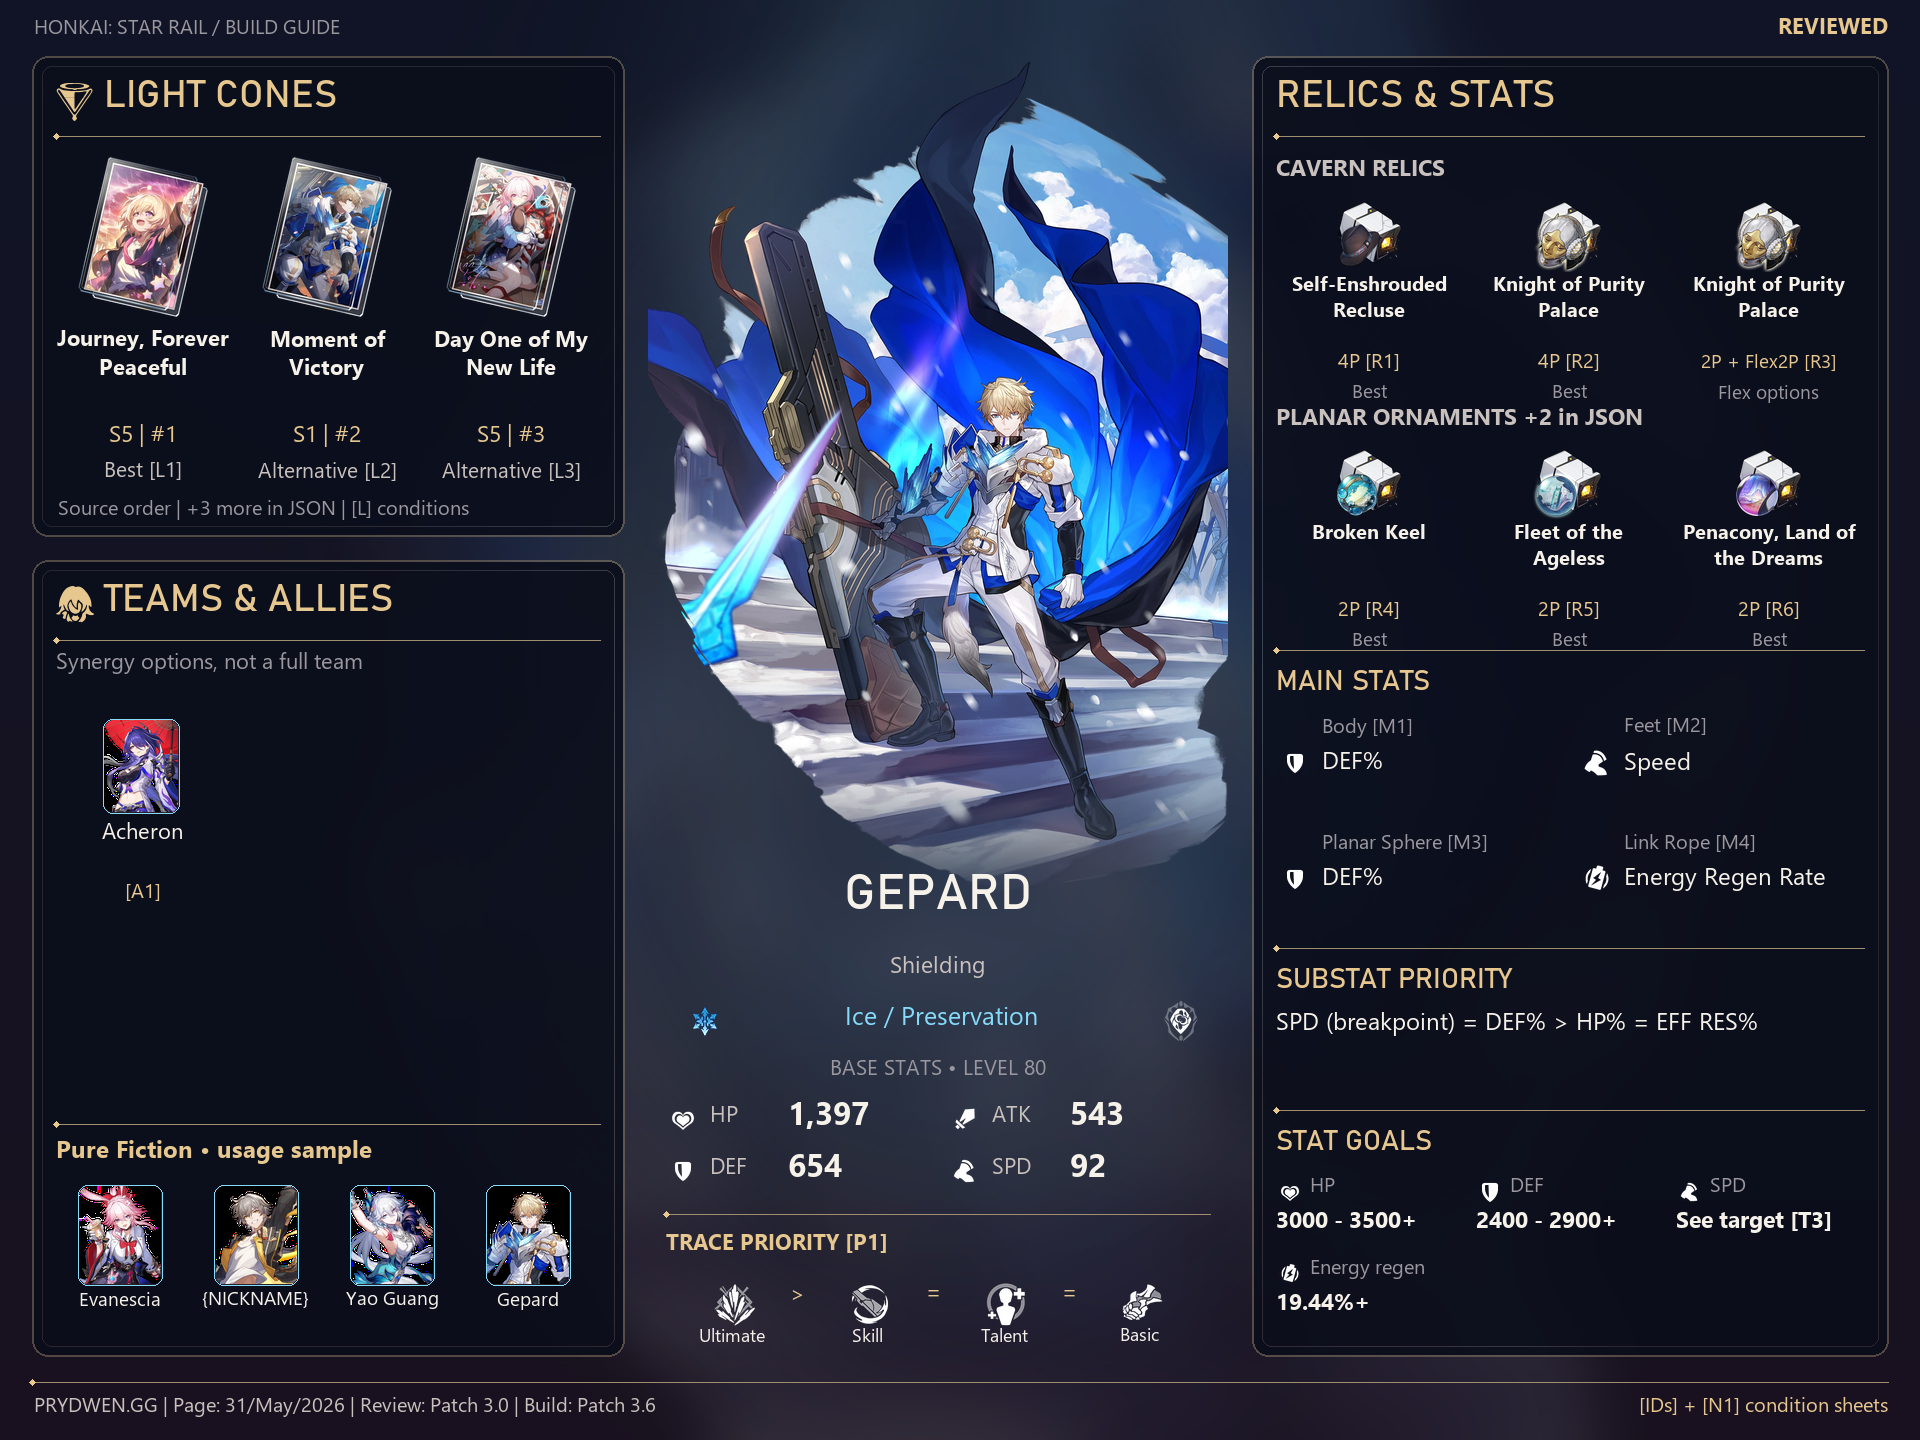 HONKAI: STAR RAIL / BUILD GUIDE
REVIEWED
LIGHT CONES
Journey, Forever Peaceful
S5 | #1
Best [L1]
Moment of Victory
S1 | #2
Alternative [L2]
Day One of My New Life
S5 | #3
Alternative [L3]
Source order | +3 more in JSON | [L] conditions
TEAMS & ALLIES
Synergy options, not a full team
Acheron
[A1]
Pure Fiction • usage sample
Evanescia
{NICKNAME}
Yao Guang
Gepard
GEPARD
Shielding
Ice / Preservation
BASE STATS • LEVEL 80
HP 1,397
ATK 543
DEF 654
SPD 92
TRACE PRIORITY [P1]
Ultimate > Skill = Talent = Basic
RELICS & STATS
CAVERN RELICS
Self-Enshrouded Recluse
4P [R1]
Best
Knight of Purity Palace
4P [R2]
Best
Knight of Purity Palace
2P + Flex2P [R3]
Flex options
PLANAR ORNAMENTS +2 in JSON
Broken Keel
2P [R4]
Best
Fleet of the Ageless
2P [R5]
Best
Penacony, Land of the Dreams
2P [R6]
Best
MAIN STATS
Body [M1]
DEF%
Feet [M2]
Speed
Planar Sphere [M3]
DEF%
Link Rope [M4]
Energy Regen Rate
SUBSTAT PRIORITY
SPD (breakpoint) = DEF% > HP% = EFF RES%
STAT GOALS
HP
3000 - 3500+
DEF
2400 - 2900+
SPD
See target [T3]
Energy regen
19.44%+
PRYDWEN.GG | Page: 31/May/2026 | Review: Patch 3.0 | Build: Patch 3.6
[IDs] + [N1] condition sheets